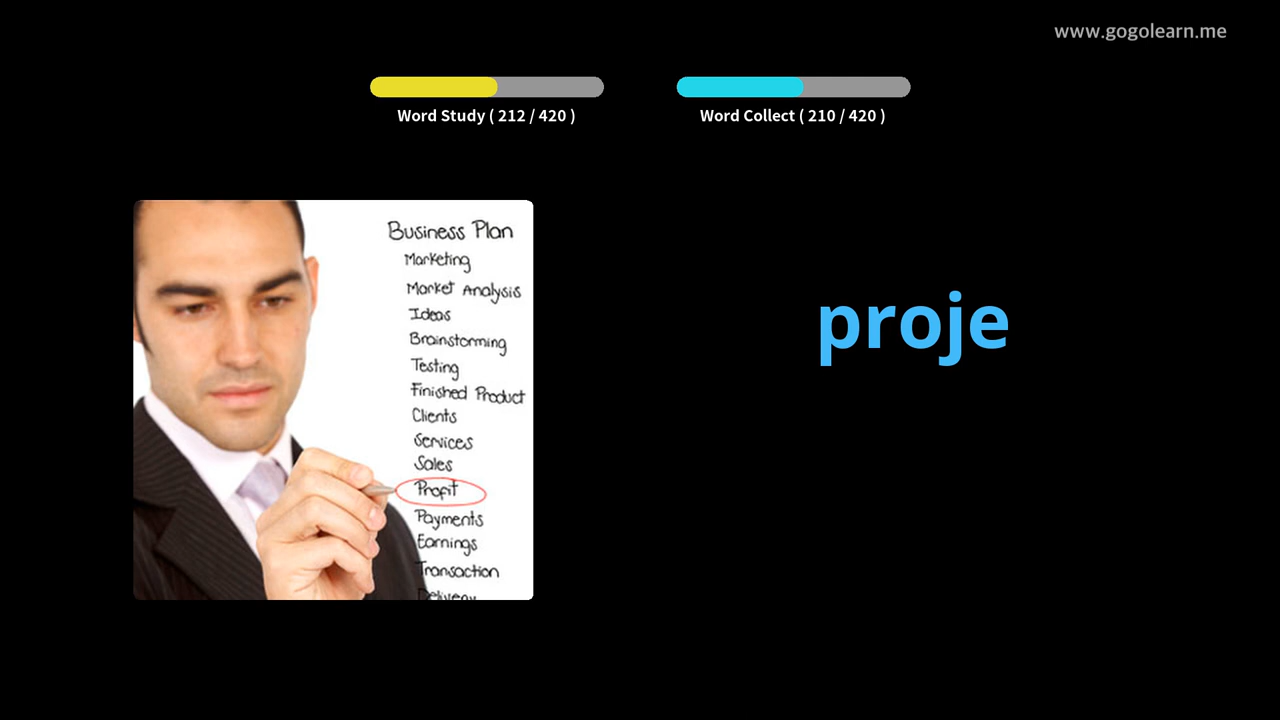 www.gogolearn.me
Word Study ( 212 / 420 )
Word Collect ( 210 / 420 )
Business Plan
Marketing
Market Analysis
Ideas
Brainstorming
Testing
Finished Product
Clients
Services
Sales
Profit
Payments
Earnings
Transaction
Delivery
proje